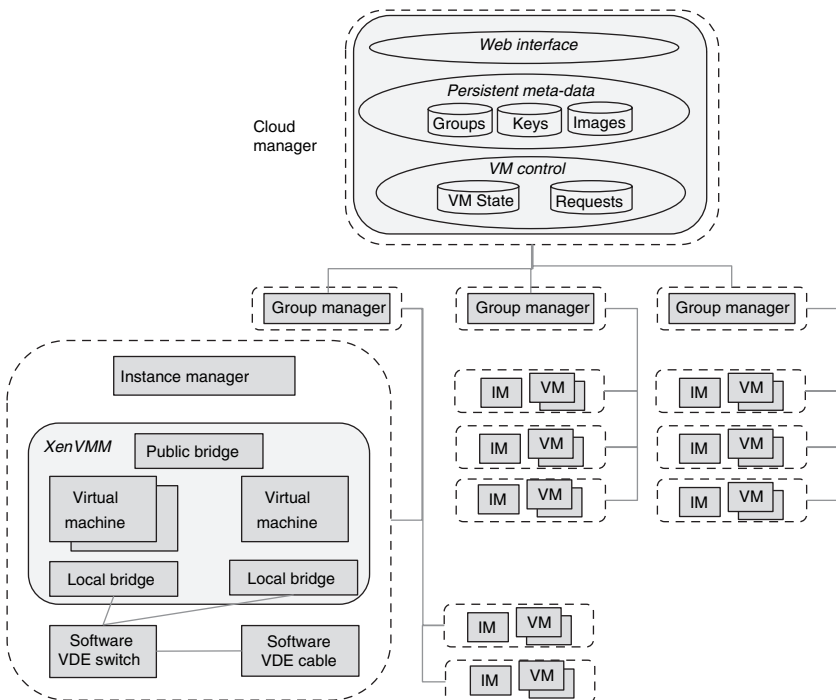 Web interface
Persistent meta-data
Groups Keys Images
Cloud
manager
VM control
VM State Requests
Group manager Group manager Group manager
Instance manager
IM VM IM VM
XenVMM
Public bridge
IM VM IM VM
Virtual
machine
Virtual
machine
IM VM IM VM
Local bridge Local bridge
Software
VDE switch
Software
VDE cable
IM VM
IM VM